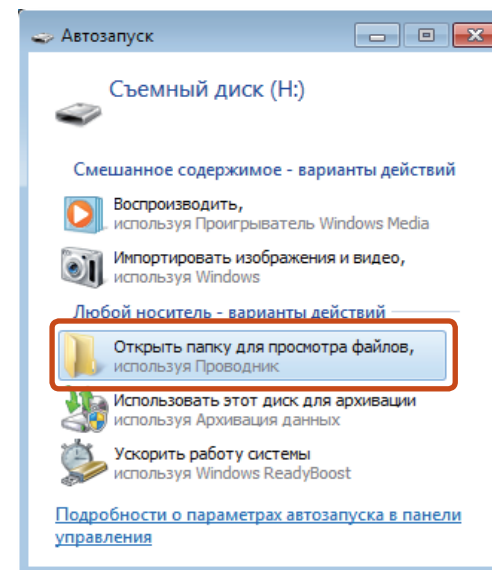 Автозапуск
Съемный диск (H:)
Смешанное содержимое - варианты действий
Воспроизводить,
используя Проигрыватель Windows Media
Импортировать изображения и видео,
используя Windows
Любой носитель - варианты действий
Открыть папку для просмотра файлов,
используя Проводник
Использовать этот диск для архивации
используя Архивация данных
Ускорить работу системы
используя Windows ReadyBoost
Подробности о параметрах автозапуска в панели
управления